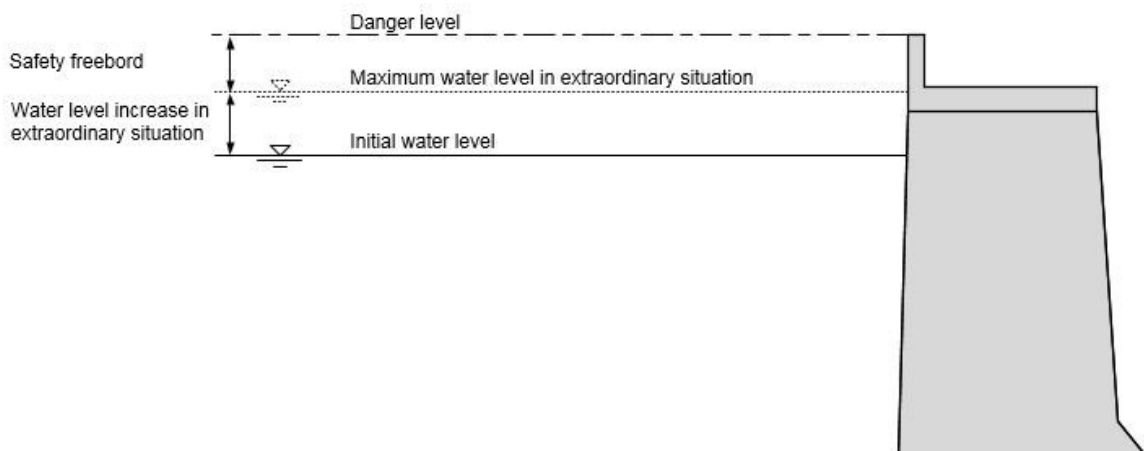 Danger level
Safety freebord
Maximum water level in extraordinary situation
Water level increase in
extraordinary situation
Initial water level